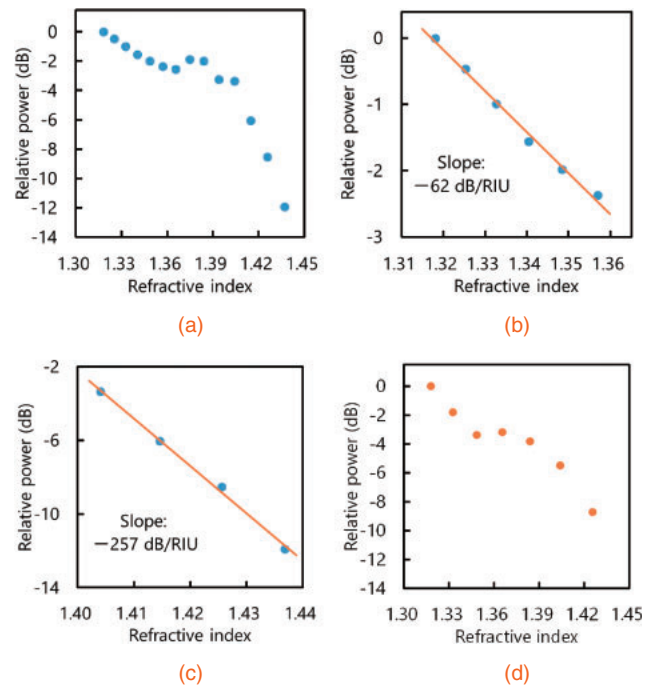 0
-2
-4
-6
-8
-10
-12
-14
Relative power (dB)
1.30 1.33 1.36 1.39 1.42 1.45
Refractive index
(a)
0
-1
-2
-3
Relative power (dB)
Slope:
−62 dB/RIU
1.31 1.32 1.33 1.34 1.35 1.36
Refractive index
(b)
-2
-6
-10
-14
Relative power (dB)
Slope:
−257 dB/RIU
1.40 1.41 1.42 1.43 1.44
Refractive index
(c)
0
-2
-4
-6
-8
-10
-12
-14
Relative power (dB)
1.30 1.33 1.36 1.39 1.42 1.45
Refractive index
(d)